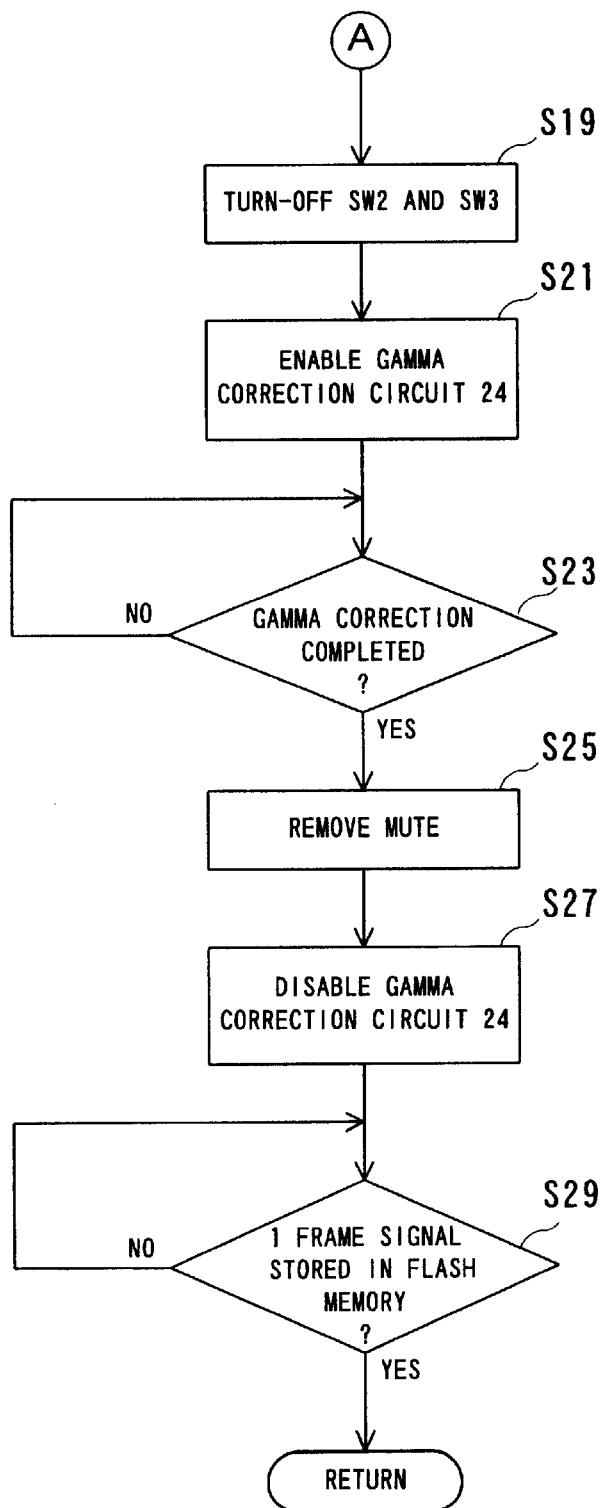 A
S19
TURN-OFF SW2 AND SW3
S21
ENABLE GAMMA
CORRECTION CIRCUIT 24
S23
NO
GAMMA CORRECTION
COMPLETED
?
YES
S25
REMOVE MUTE
S27
DISABLE GAMMA
CORRECTION CIRCUIT 24
S29
NO
1 FRAME SIGNAL
STORED IN FLASH
MEMORY
?
YES
RETURN